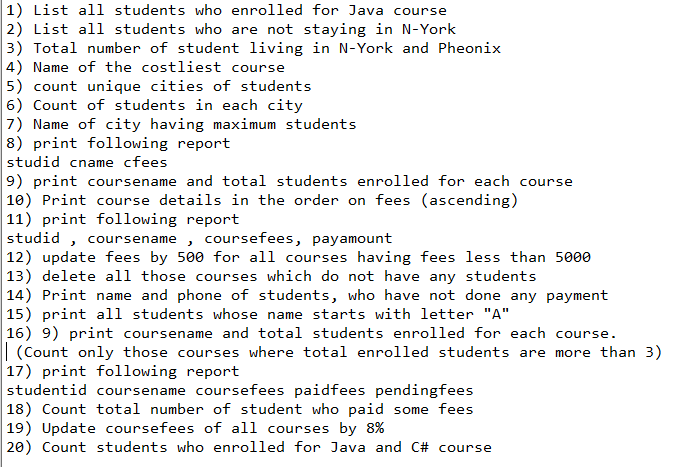 1) List all students who enrolled for Java course
2) List all students who are not staying in N-York
3) Total number of student living in N-York and Pheonix
4) Name of the costliest course
5) count unique cities of students
6) Count of students in each city
7) Name of city having maximum students
8) print following report
studid cname cfees
9) print coursename and total students enrolled for each course
10) Print course details in the order on fees (ascending)
11) print following report
studid , coursename , coursefees, payamount
12) update fees by 500 for all courses having fees less than 5000
13) delete all those courses which do not have any students
14) Print name and phone of students, who have not done any payment
15) print all students whose name starts with letter "A"
16) 9) print coursename and total students enrolled for each course.
(Count only those courses where total enrolled students are more than 3)
17) print following report
studentid coursename coursefees paidfees pendingfees
18) Count total number of student who paid some fees
19) Update coursefees of all courses by 8%
20) Count students who enrolled for Java and C# course